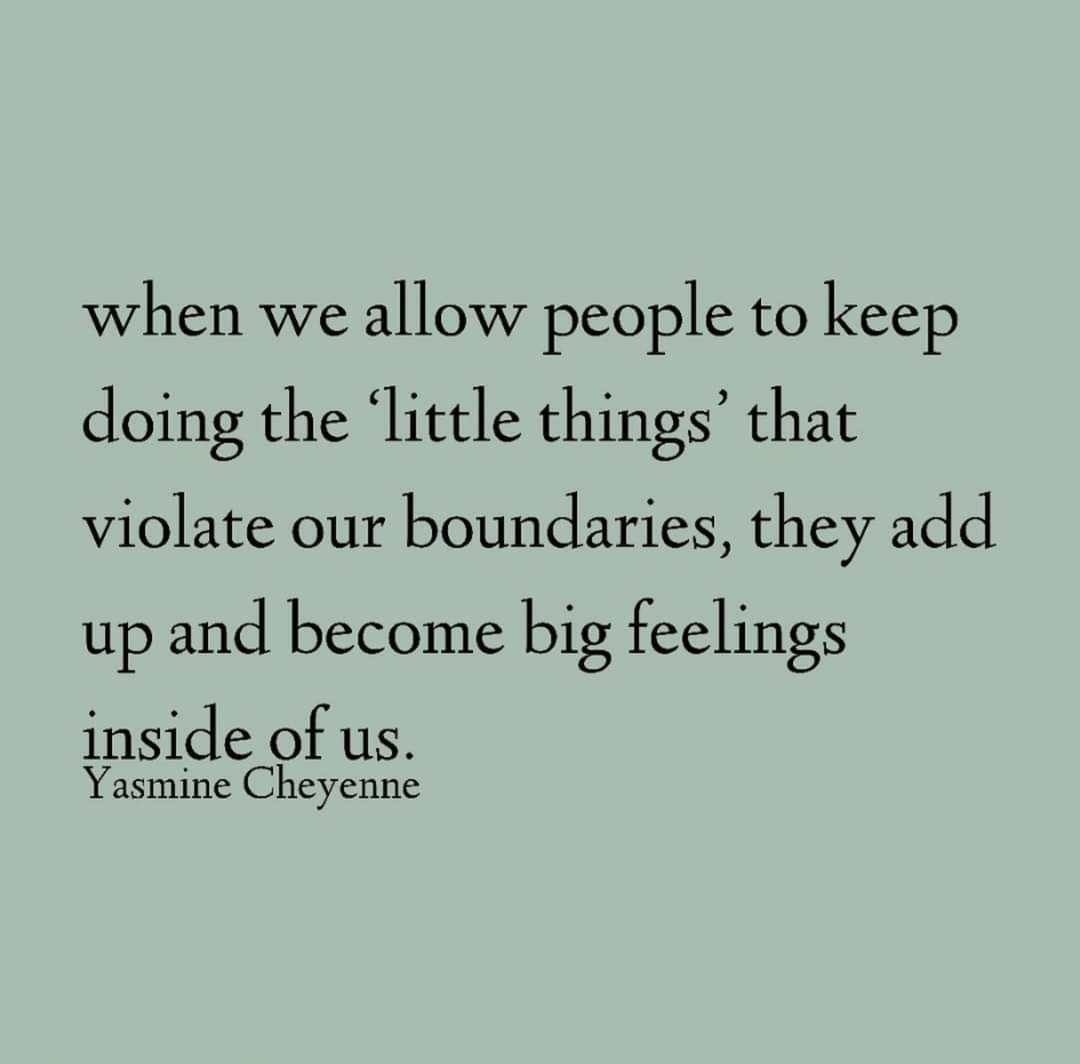 when we allow people to keep
doing the ‘little things’ that
violate our boundaries, they add
up and become big feelings
inside of us.
Yasmine Cheyenne